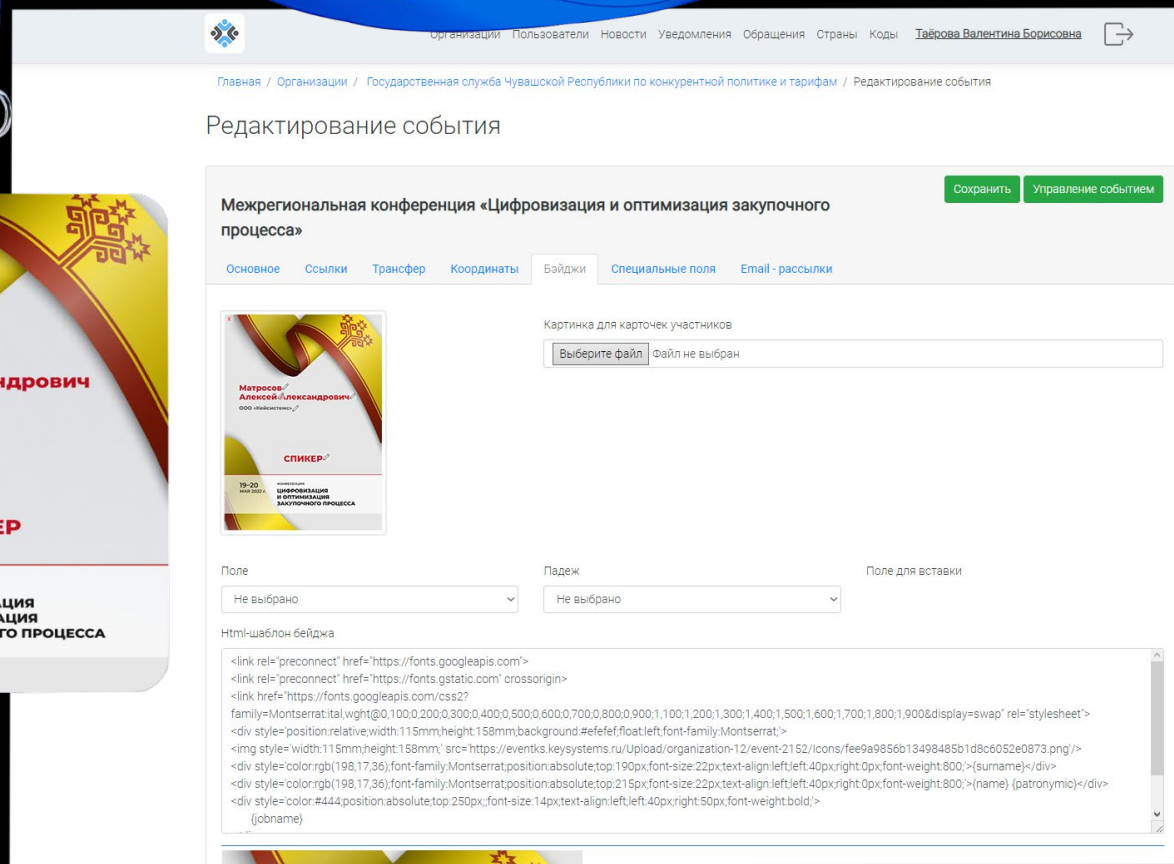 Организации Пользователи Новости Уведомления Обращения Страны Коды Таёрова Валентина Борисовна
Главная / Организации / Государственная служба Чувашской Республики по конкурентной политике и тарифам / Редактирование события
Редактирование события
Сохранить Управление событием
Межрегиональная конференция «Цифровизация и оптимизация закупочного
процесса»
Основное Ссылки Трансфер Координаты Бэйджи Специальные поля Email - рассылки
Картинка для карточек участников
Выберите файл Файл не выбран
Матросов
Алексей Александрович
ООО «Кейсистемс»
СПИКЕР
19–20
МАЯ 2022 г.
КОНФЕРЕНЦИЯ
ЦИФРОВИЗАЦИЯ
И ОПТИМИЗАЦИЯ
ЗАКУПОЧНОГО ПРОЦЕССА
ндрович
ЕР
ЦИЯ
АЦИЯ
ГО ПРОЦЕССА
Поле Падеж Поле для вставки
Не выбрано Не выбрано
Html-шаблон бейджа
<link rel="preconnect" href="https://fonts.googleapis.com">
<link rel="preconnect" href="https://fonts.gstatic.com" crossorigin>
<link href="https://fonts.googleapis.com/css2?
family=Montserrat:ital,wght@0,100;0,200;0,300;0,400;0,500;0,600;0,700;0,800;0,900;1,100;1,200;1,300;1,400;1,500;1,600;1,700;1,800;1,900&display=swap" rel="stylesheet">
<div style='position:relative;width:115mm;height:158mm;background:#efefef;float:left;font-family:Montserrat;'>
<img style='width:115mm;height:158mm;' src='https://eventks.keysystems.ru/Upload/organization-12/event-2152/Icons/fee9a9856b13498485b1d8c6052e0873.png'/>
<div style='color:rgb(198,17,36);font-family:Montserrat;position:absolute;top:190px;font-size:22px;text-align:left;left:40px;right:0px;font-weight:800;'>{surname}</div>
<div style='color:rgb(198,17,36);font-family:Montserrat;position:absolute;top:215px;font-size:22px;text-align:left;left:40px;right:0px;font-weight:800;'>{name} {patronymic}</div>
<div style='color:#444;position:absolute;top:250px;;font-size:14px;text-align:left;left:40px;right:50px;font-weight:bold;'>
{jobname}